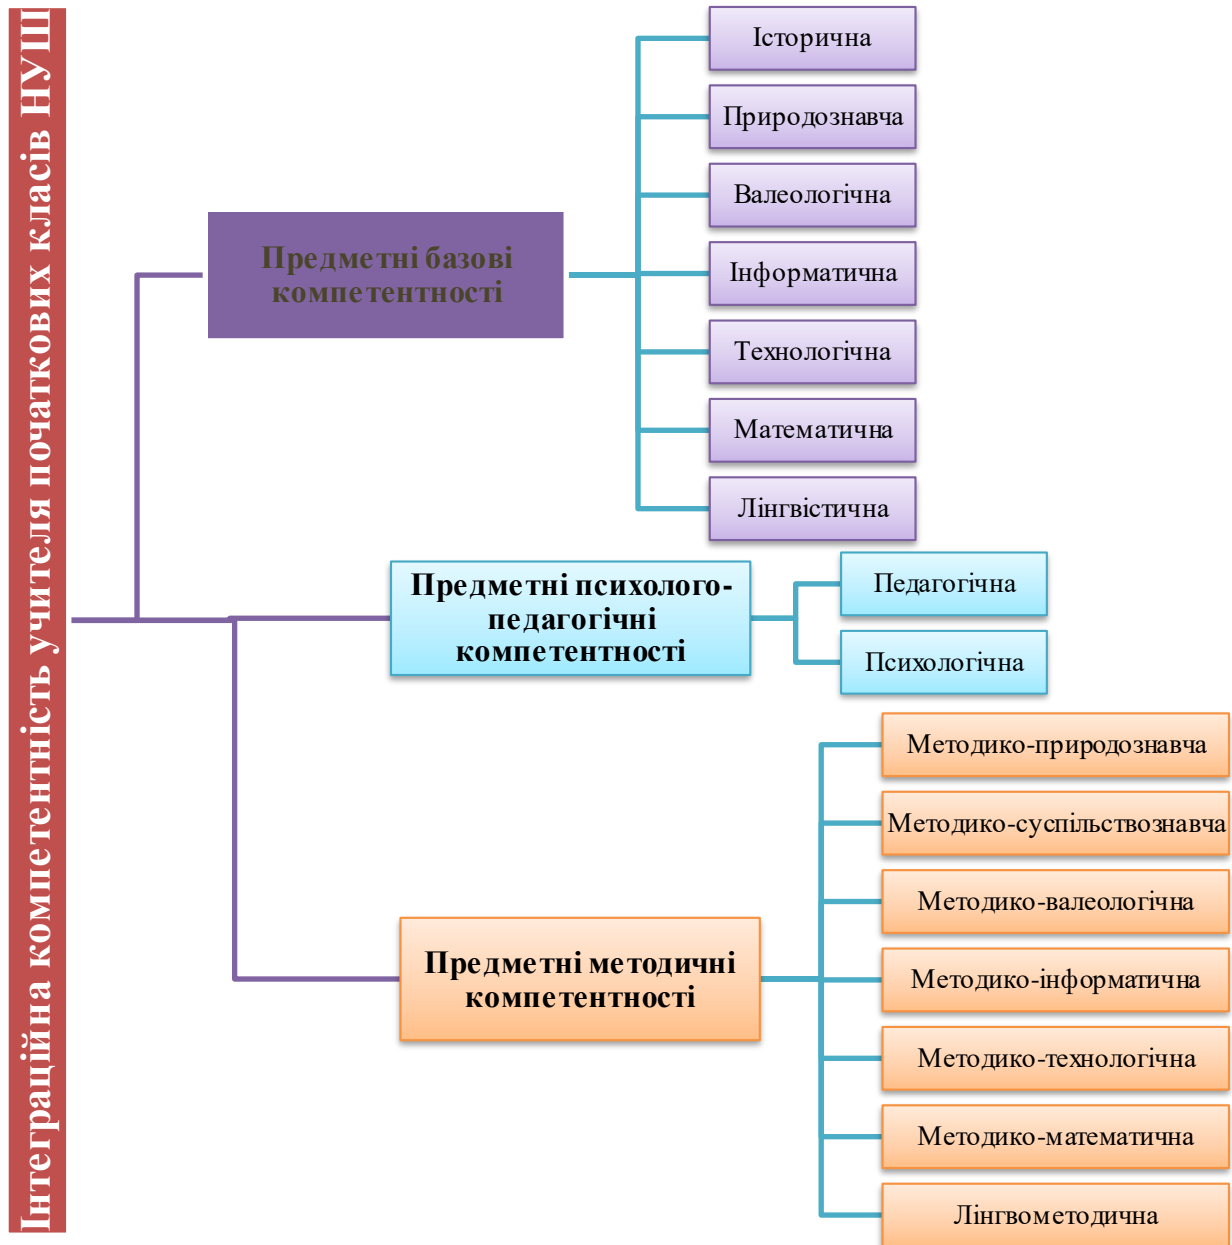 Інтеграційна компетентність учителя початкових класів НУШ
Предметні базові
компетентності
Історична
Природознавча
Валеологічна
Інформатична
Технологічна
Математична
Лінгвістична
Предметні психолого-
педагогічні
компетентності
Педагогічна
Психологічна
Предметні методичні
компетентності
Методико-природознавча
Методико-суспільствознавча
Методико-валеологічна
Методико-інформатична
Методико-технологічна
Методико-математична
Лінгвометодична